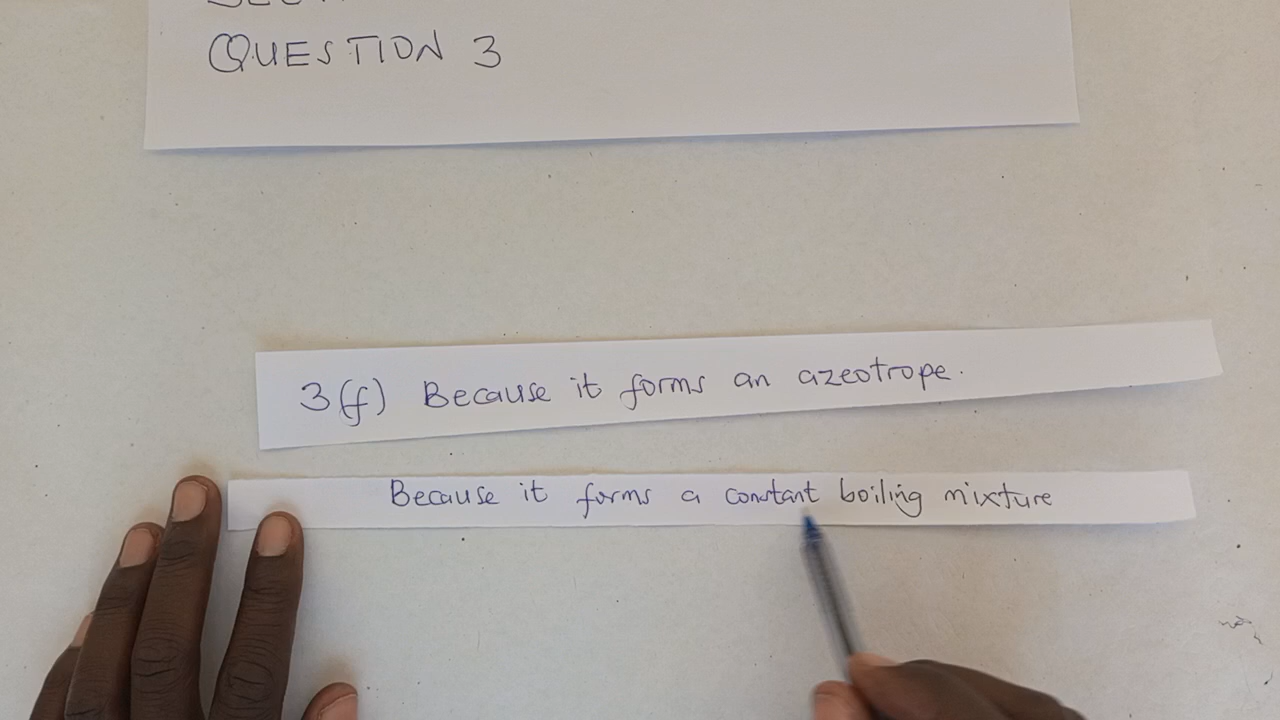 QUESTION 3
3(f) Because it forms an azeotrope.
Because it forms a constant boiling mixture